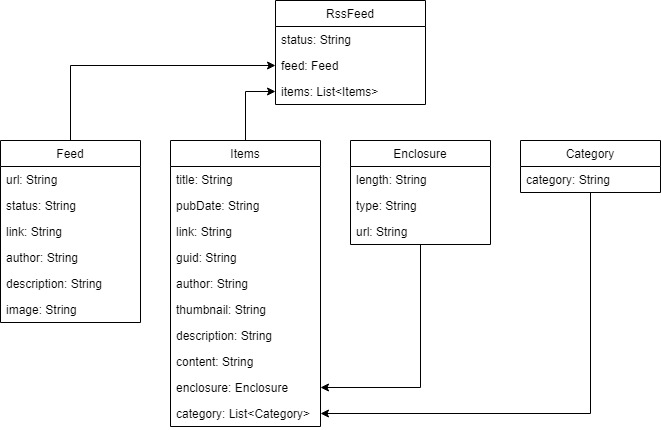 RssFeed
status: String
feed: Feed
items: List<Items>
Feed
url: String
status: String
link: String
author: String
description: String
image: String
Items
title: String
pubDate: String
link: String
guid: String
author: String
thumbnail: String
description: String
content: String
enclosure: Enclosure
category: List<Category>
Enclosure
length: String
type: String
url: String
Category
category: String